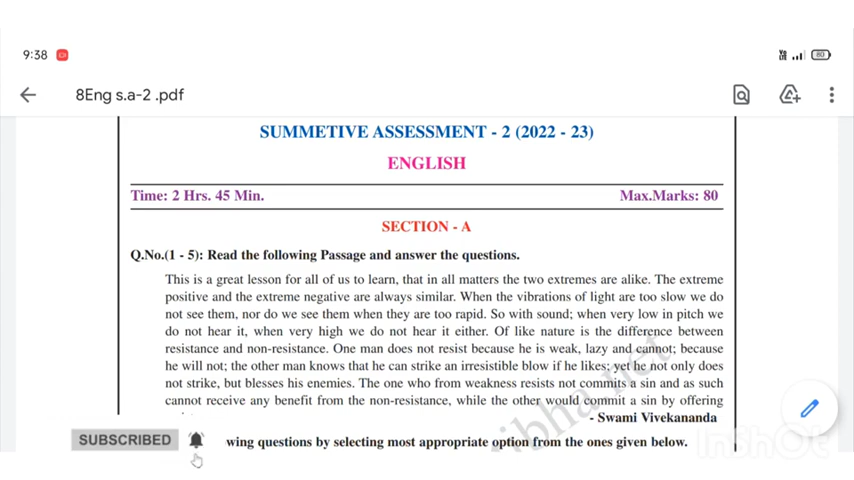 9:38
80
8Eng s.a-2 .pdf
SUMMETIVE ASSESSMENT - 2 (2022 - 23)
ENGLISH
Time: 2 Hrs. 45 Min. Max.Marks: 80
SECTION - A
Q.No.(1 - 5): Read the following Passage and answer the questions.
This is a great lesson for all of us to learn, that in all matters the two extremes are alike. The extreme
positive and the extreme negative are always similar. When the vibrations of light are too slow we do
not see them, nor do we see them when they are too rapid. So with sound; when very low in pitch we
do not hear it, when very high we do not hear it either. Of like nature is the difference between
resistance and non-resistance. One man does not resist because he is weak, lazy and cannot; because
he will not; the other man knows that he can strike an irresistible blow if he likes; yet he not only does
not strike, but blesses his enemies. The one who from weakness resists not commits a sin and as such
cannot receive any benefit from the non-resistance, while the other would commit a sin by offering
- Swami Vivekananda
SUBSCRIBED
wing questions by selecting most appropriate option from the ones given below.
InShOt